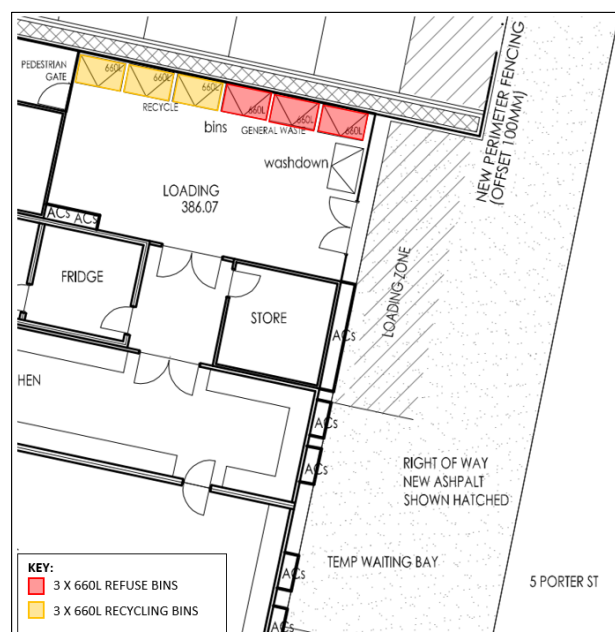 PEDESTRIAN
GATE
660L
660L
660L
660L
660L
660L
RECYCLE
bins
GENERAL WASTE
washdown
NEW PERIMETER FENCING
(OFFSET 100MM)
LOADING
386.07
ACs
ACs
FRIDGE
STORE
LOADING ZONE
ACs
HEN
ACs
ACs
RIGHT OF WAY
NEW ASHPALT
SHOWN HATCHED
TEMP WAITING BAY
ACs
5 PORTER ST
ACs
KEY:
3 X 660L REFUSE BINS
3 X 660L RECYCLING BINS